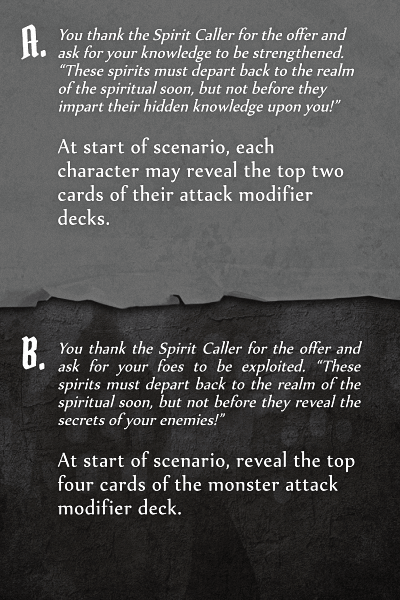 A. You thank the Spirit Caller for the offer and
ask for your knowledge to be strengthened.
“These spirits must depart back to the realm
of the spiritual soon, but not before they
impart their hidden knowledge upon you!”
At start of scenario, each
character may reveal the top two
cards of their attack modifier
decks.
B. You thank the Spirit Caller for the offer and
ask for your foes to be exploited. “These
spirits must depart back to the realm of the
spiritual soon, but not before they reveal the
secrets of your enemies!”
At start of scenario, reveal the top
four cards of the monster attack
modifier deck.